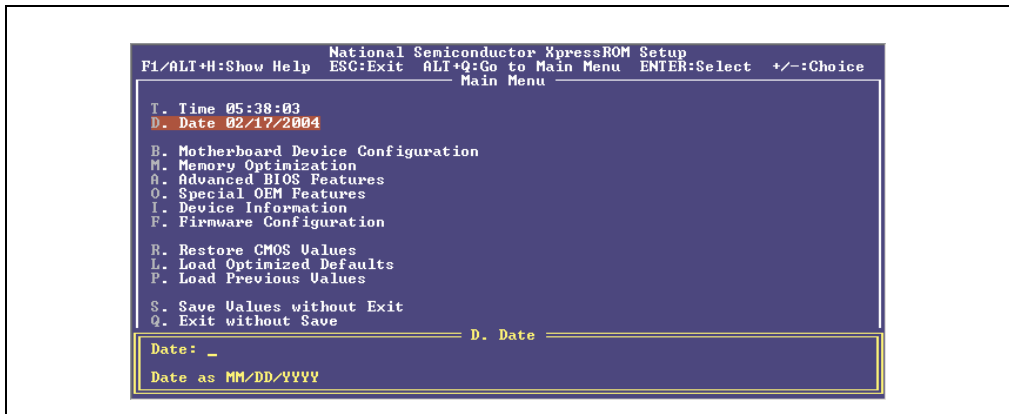 National Semiconductor XpressROM Setup
F1/ALT+H:Show Help ESC:Exit ALT+Q:Go to Main Menu ENTER:Select +/-:Choice
Main Menu
T. Time 05:38:03
D. Date 02/17/2004
B. Motherboard Device Configuration
M. Memory Optimization
A. Advanced BIOS Features
O. Special OEM Features
I. Device Information
F. Firmware Configuration
R. Restore CMOS Values
L. Load Optimized Defaults
P. Load Previous Values
S. Save Values without Exit
Q. Exit without Save
D. Date
Date: _
Date as MM/DD/YYYY